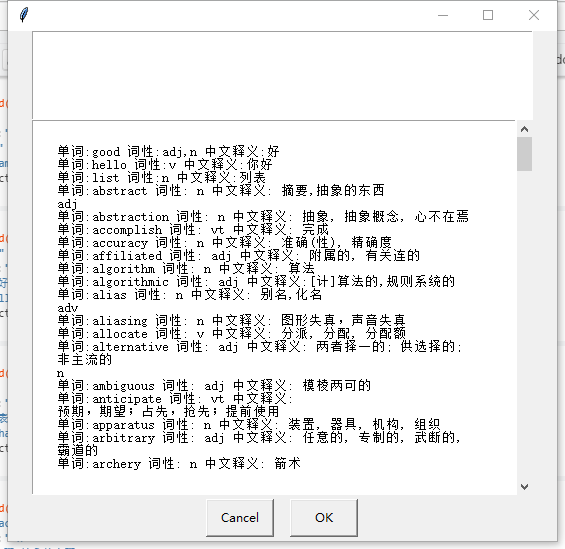 单词:good 词性:adj,n 中文释义:好
单词:hello 词性:v 中文释义:你好
单词:list 词性:n 中文释义:列表
单词:abstract 词性: n 中文释义: 摘要,抽象的东西
adj
单词:abstraction 词性: n 中文释义: 抽象, 抽象概念, 心不在焉
单词:accomplish 词性: vt 中文释义: 完成
单词:accuracy 词性: n 中文释义: 准确(性), 精确度
单词:affiliated 词性: adj 中文释义: 附属的, 有关连的
单词:algorithm 词性: n 中文释义: 算法
单词:algorithmic 词性: adj 中文释义:[计]算法的,规则系统的
单词:alias 词性: n 中文释义: 别名,化名
adv
单词:aliasing 词性: n 中文释义: 图形失真，声音失真
单词:allocate 词性: v 中文释义: 分派, 分配, 分配额
单词:alternative 词性: adj 中文释义: 两者择一的; 供选择的;
非主流的
n
单词:ambiguous 词性: adj 中文释义: 模棱两可的
单词:anticipate 词性: vt 中文释义:
预期，期望；占先，抢先；提前使用
单词:apparatus 词性: n 中文释义: 装置, 器具, 机构, 组织
单词:arbitrary 词性: adj 中文释义: 任意的, 专制的, 武断的,
霸道的
单词:archery 词性: n 中文释义: 箭术
Cancel
OK